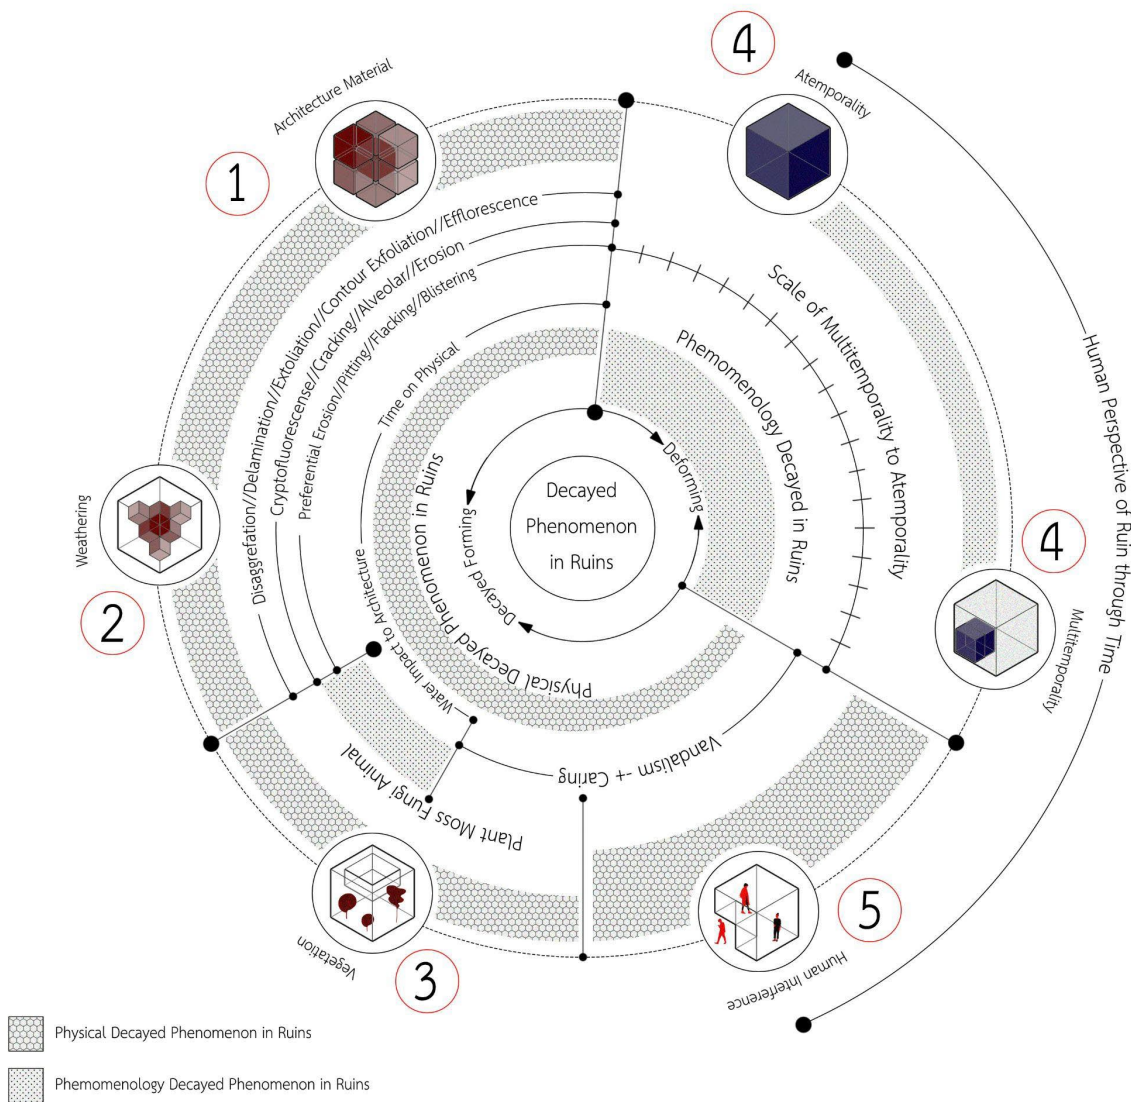 4
Atemporality
Architecture Material
1
Disaggrefation//Delamination//Exfoliation//Contour Exfoliation//Efflorescence
Cryptofluorescense//Cracking//Alveolar//Erosion
Preferential Erosion//Pitting//Flacking//Blistering
Time on Physical
Water Impact to Architecture
Physical Decayed Phenomenon in Ruins
Phemomenology Decayed in Ruins
Scale of Multitemporality to Atemporality
Human Perspective of Ruin through Time
Deforming
Decayed Forming
Decayed
Phenomenon
in Ruins
Weathering
2
4
Multitemporality
Vandalism → Caring
Plant Moss Fungi Animal
Vegetation
3
5
Human Interference
Physical Decayed Phenomenon in Ruins
Phemomenology Decayed Phenomenon in Ruins